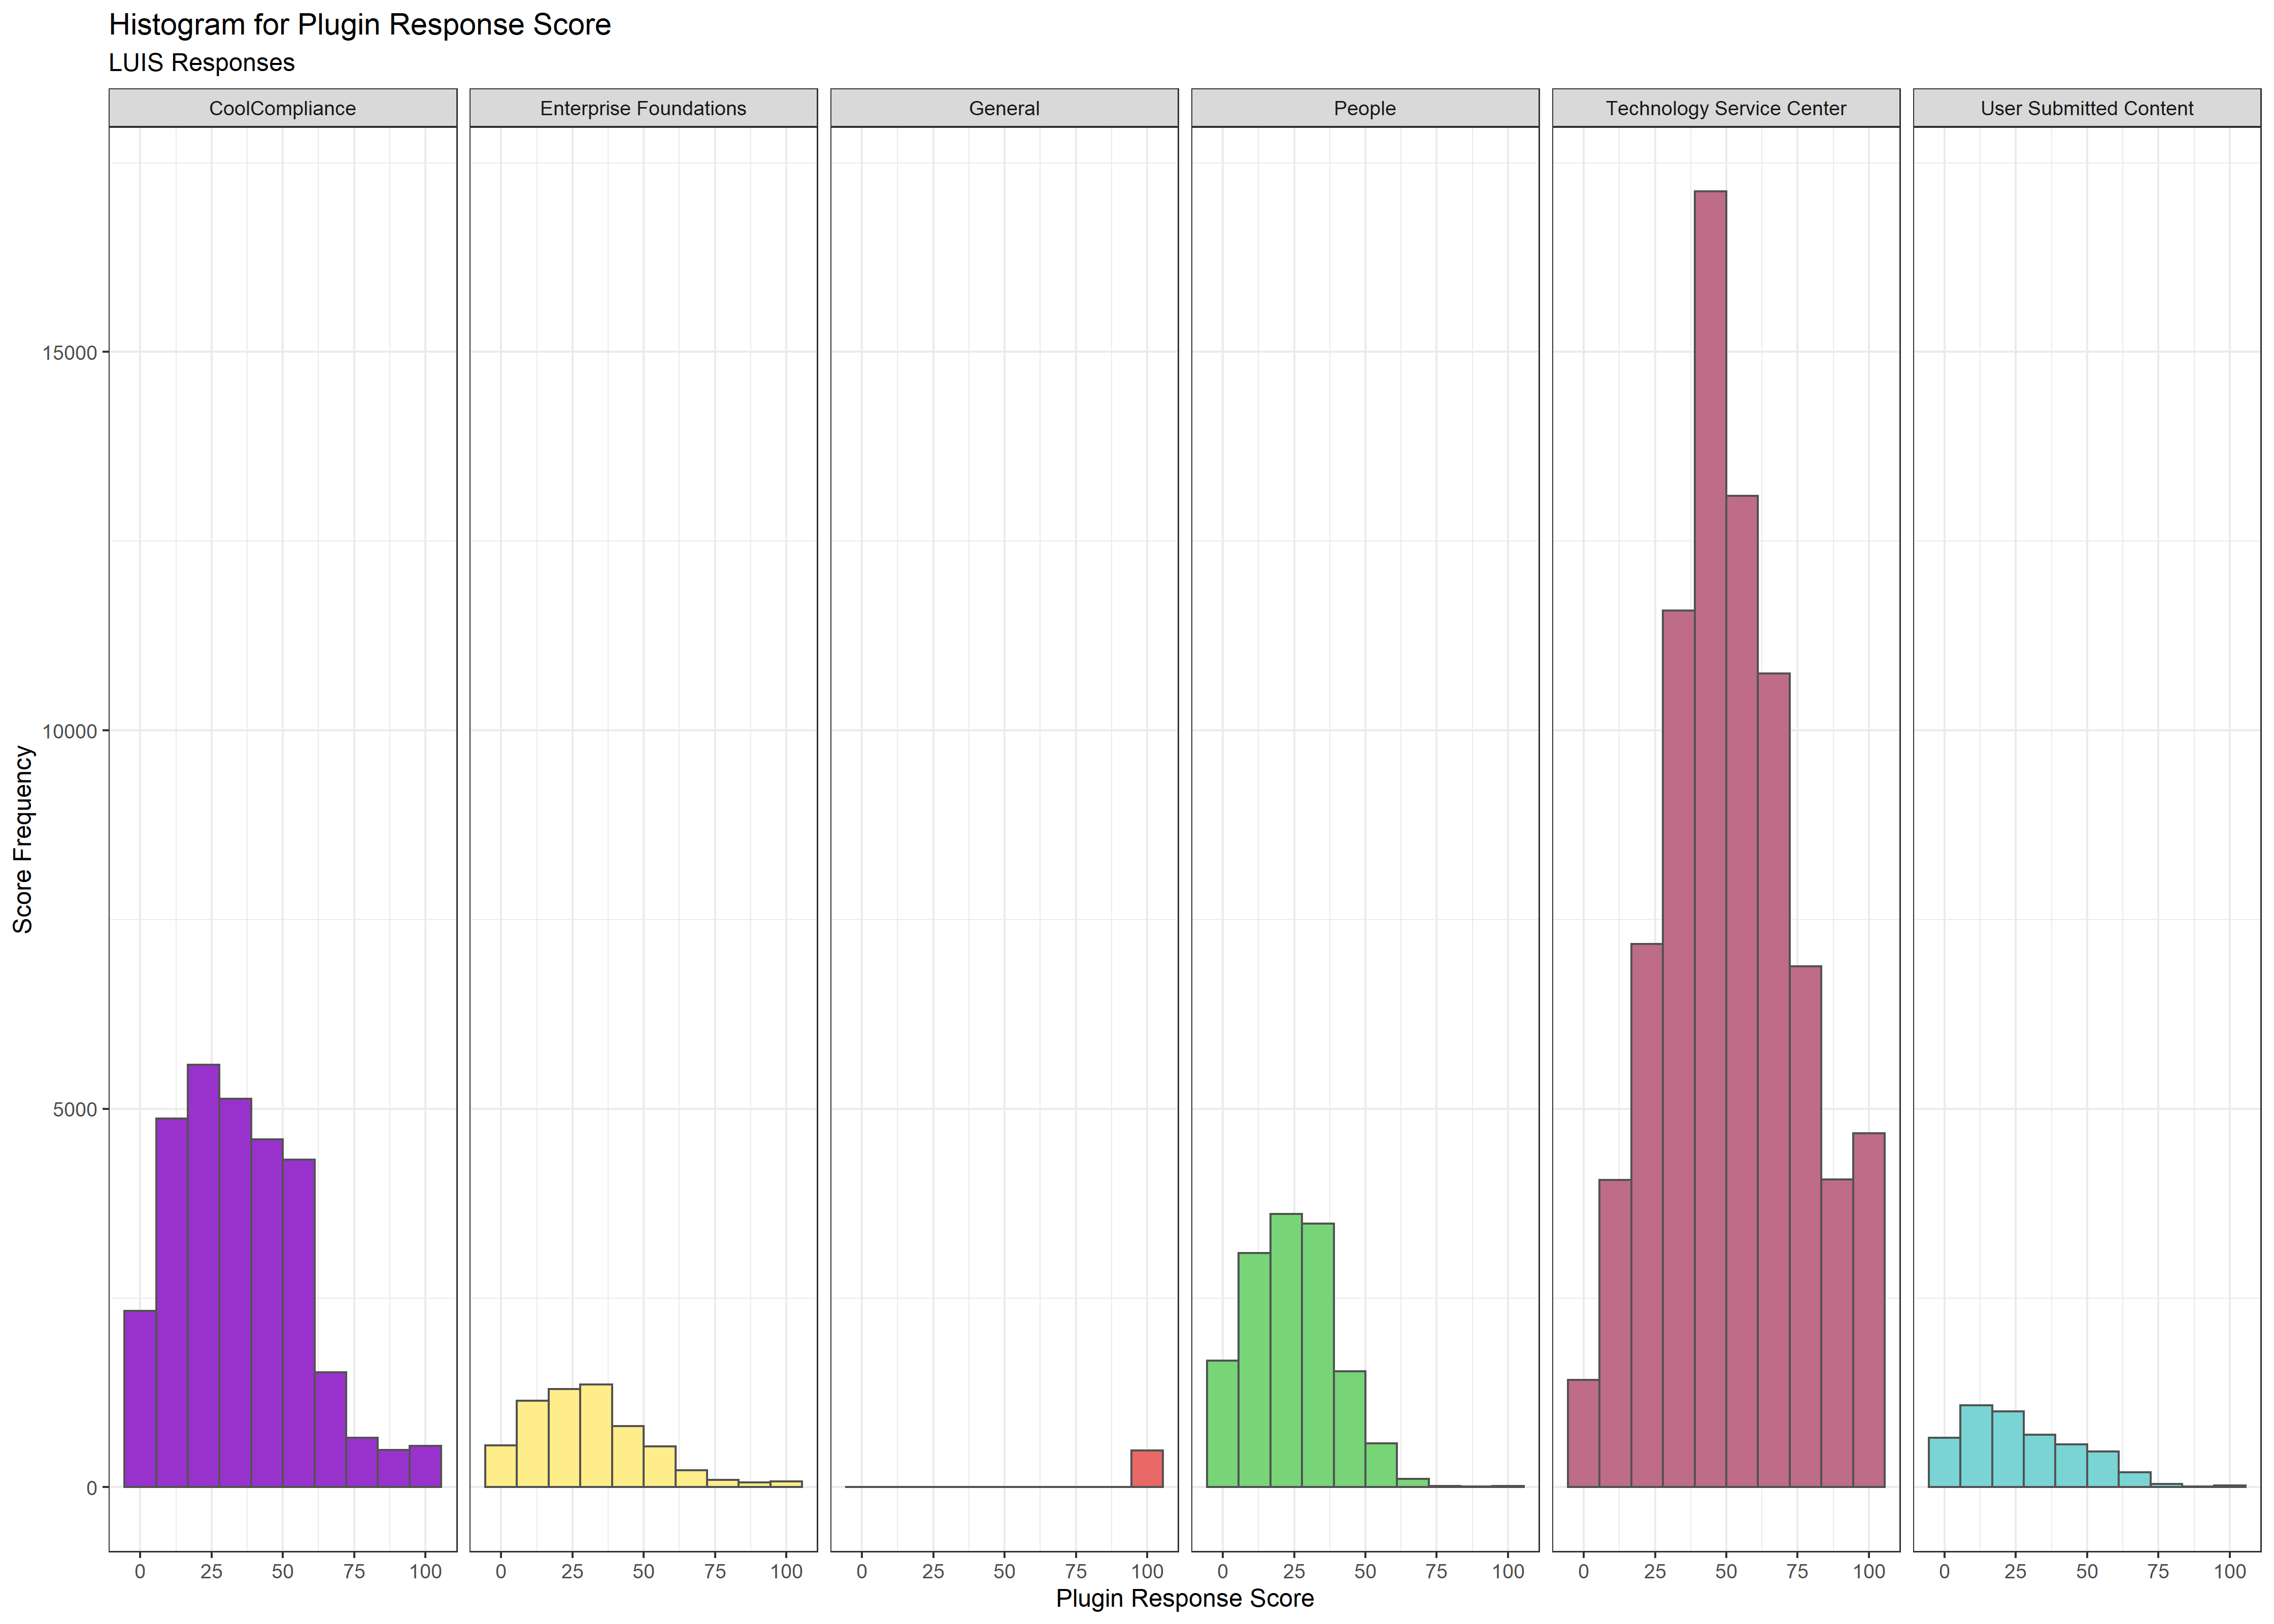 Histogram for Plugin Response Score
LUIS Responses
CoolCompliance Enterprise Foundations General People Technology Service Center User Submitted Content
Score Frequency
15000
10000
5000
0
0 25 50 75 100 0 25 50 75 100 0 25 50 75 100 0 25 50 75 100 0 25 50 75 100 0 25 50 75 100
Plugin Response Score